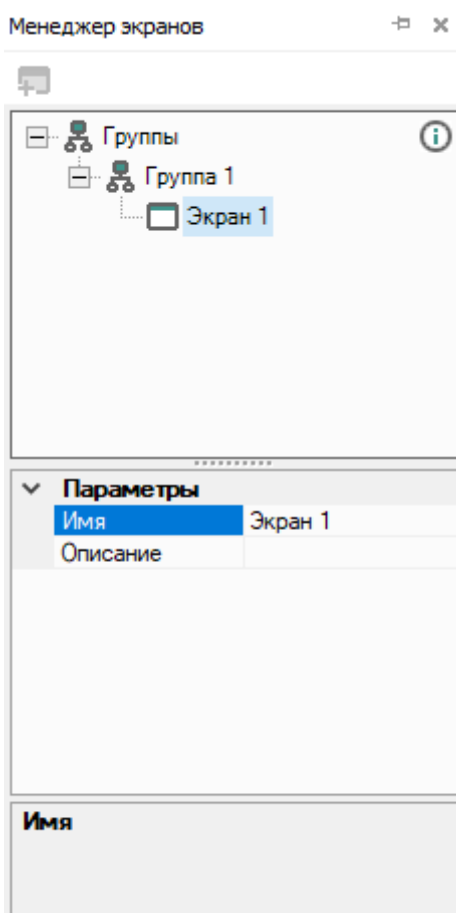 Менеджер экранов
Группы
Группа 1
Экран 1
Параметры
Имя Экран 1
Описание
Имя